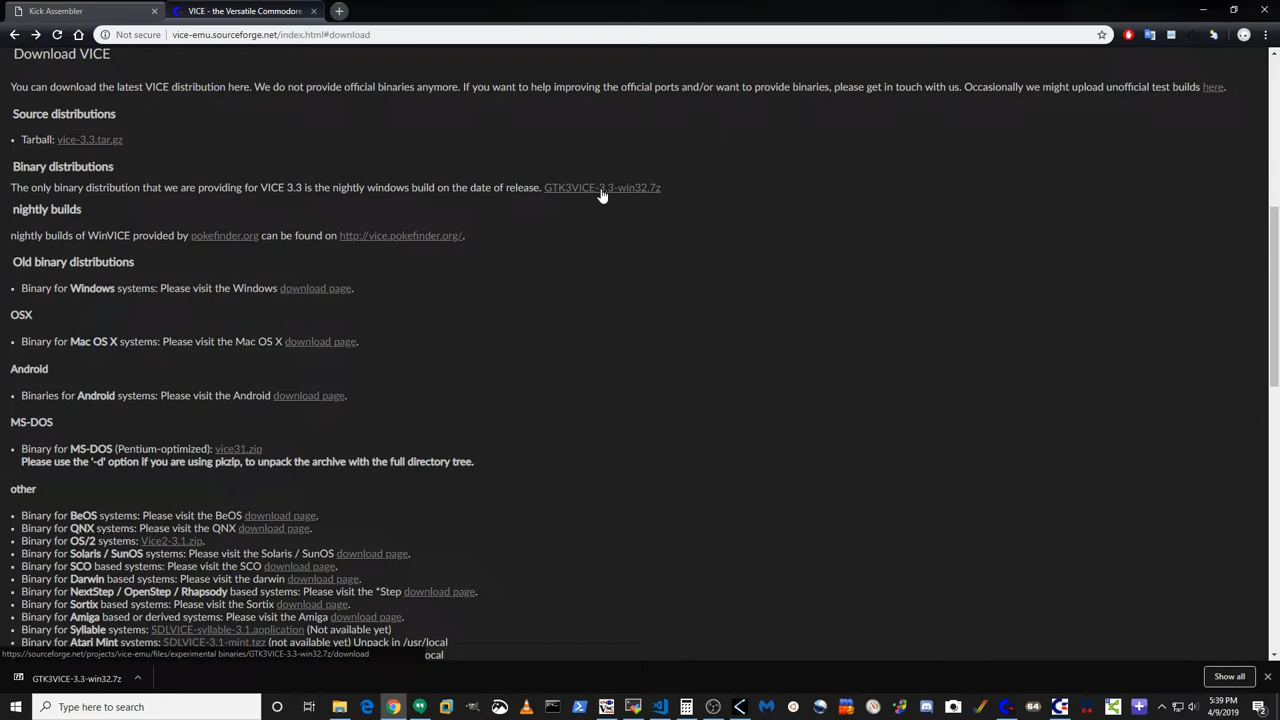 Kick Assembler
VICE - the Versatile Commodore
Not secure
vice-emu.sourceforge.net/index.html#download
Download VICE
You can download the latest VICE distribution here. We do not provide official binaries anymore. If you want to help improving the official ports and/or want to provide binaries, please get in touch with us. Occasionally we might upload unofficial test builds here.
Source distributions
Tarball: vice-3.3.tar.gz
Binary distributions
The only binary distribution that we are providing for VICE 3.3 is the nightly windows build on the date of release. GTK3VICE-3.3-win32.7z
nightly builds
nightly builds of WinVICE provided by pokefinder.org can be found on http://vice.pokefinder.org/.
Old binary distributions
Binary for Windows systems: Please visit the Windows download page.
OSX
Binary for Mac OS X systems: Please visit the Mac OS X download page.
Android
Binaries for Android systems: Please visit the Android download page.
MS-DOS
Binary for MS-DOS (Pentium-optimized): vice31.zip
Please use the '-d' option if you are using pkzip, to unpack the archive with the full directory tree.
other
Binary for BeOS systems: Please visit the BeOS download page.
Binary for QNX systems: Please visit the QNX download page.
Binary for OS/2 systems: Vice2-3.1.zip.
Binary for Solaris / SunOS systems: Please visit the Solaris / SunOS download page.
Binary for SCO based systems: Please visit the SCO download page.
Binary for Darwin based systems: Please visit the darwin download page.
Binary for NextStep / OpenStep / Rhapsody based systems: Please visit the *Step download page.
Binary for Sortix based systems: Please visit the Sortix download page.
Binary for Amiga based or derived systems: Please visit the Amiga download page.
Binary for Syllable systems: SDLVICE-syllable-3.1.application (Not available yet)
Binary for Atari Mint systems: SDLVICE-3.1-mint.tgz (not available yet) Unpack in /usr/local
https://sourceforge.net/projects/vice-emu/files/experimental binaries/GTK3VICE-3.3-win32.7z/download
ocal
GTK3VICE-3.3-win32.7z
Show all
Type here to search
64
5:39 PM
4/9/2019
2